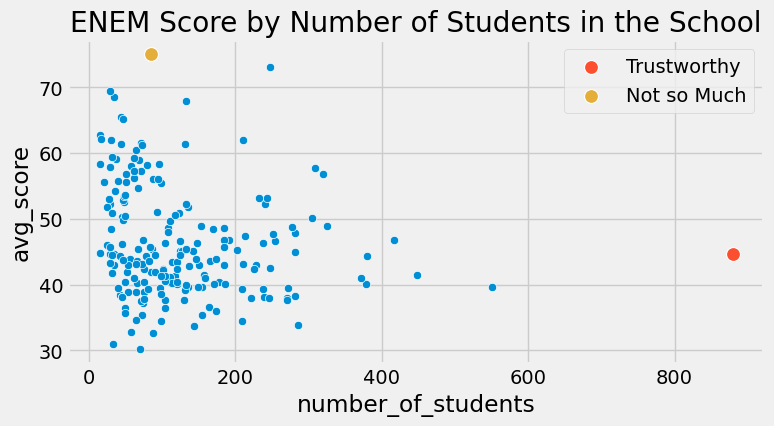 ENEM Score by Number of Students in the School
Trustworthy
Not so Much
avg_score
70
60
50
40
30
0 200 400 600 800
number_of_students